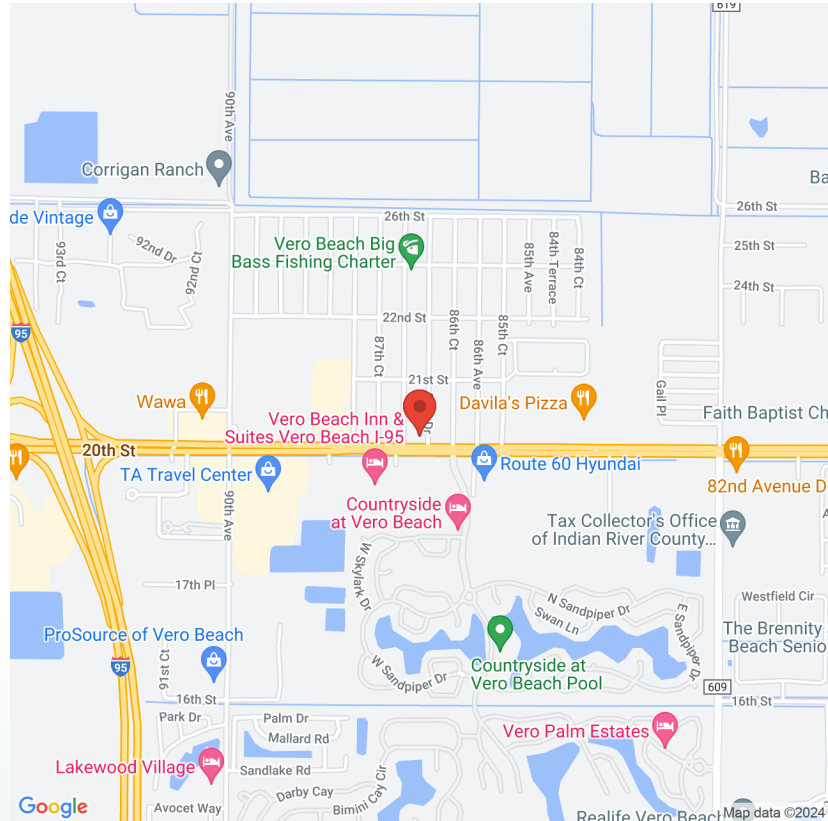 619
90th Ave
Corrigan Ranch
Ba
26th St
26th St
de Vintage
92nd Dr
93rd Ct
92nd Ct
Vero Beach Big
Bass Fishing Charter
85th Ave
84th Terrace
84th Ct
25th St
24th St
22nd St
86th Ct
85th Ct
95
87th Ct
86th Ave
21st St
Gail Pl
Wawa
Davila's Pizza
Vero Beach Inn &
Suites Vero Beach I-95
Dr
Faith Baptist Ch
20th St
TA Travel Center
Route 60 Hyundai
82nd Avenue D
90th Ave
Countryside
at Vero Beach
Tax Collector's Office
of Indian River County...
A
W Skylark Dr
17th Pl
N Sandpiper Dr
Swan Ln
E Sandpiper Dr
Westfield Cir
ProSource of Vero Beach
The Brennity
Beach Senio
95
91st Ct
W Sandpiper Dr
Countryside at
Vero Beach Pool
609
16th St
16th St
Park Dr
Palm Dr
Mallard Rd
Vero Palm Estates
Lakewood Village
Sandlake Rd
Darby Cay
Bimini Cay Cir
Avocet Way
Google
Realife Vero Beach
Map data ©2024